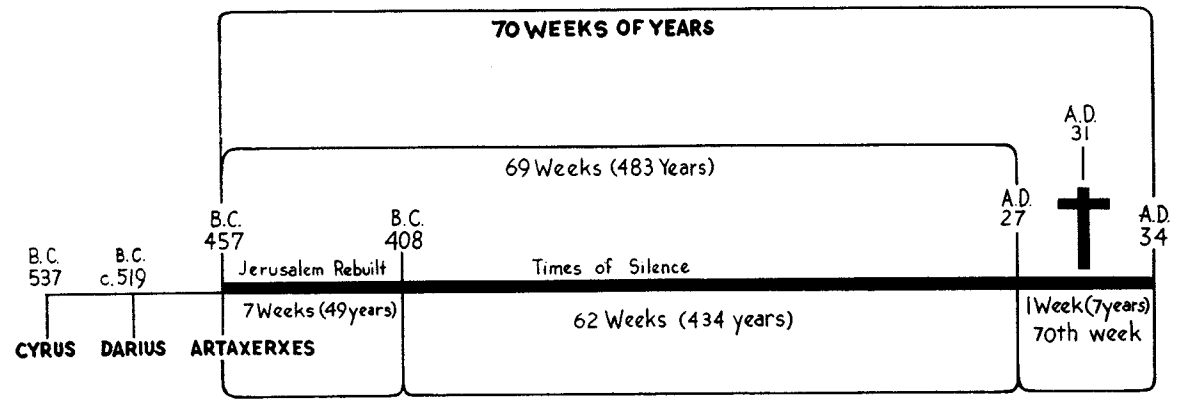 70 WEEKS OF YEARS
A.D.
31
69 Weeks (483 Years)
A.D.
27
A.D.
34
B.C.
457
B.C.
408
B.C.
537
B.C.
c. 519
Jerusalem Rebuilt
Times of Silence
7 Weeks (49 years)
62 Weeks (434 years)
1 Week (7 years)
70th week
CYRUS
DARIUS
ARTAXERXES